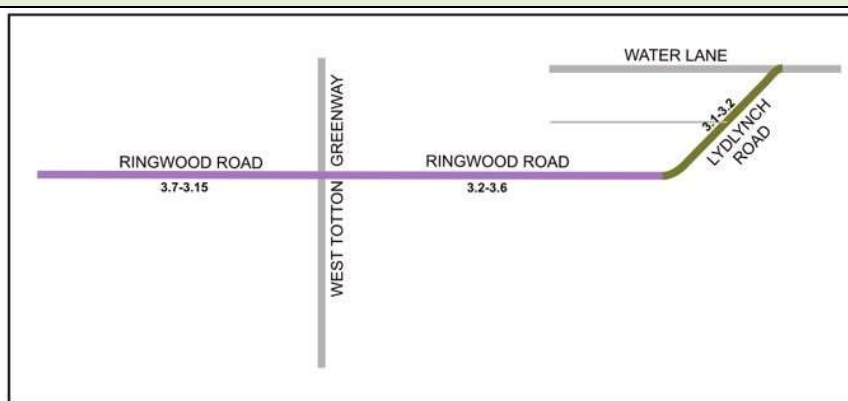 WATER LANE
3.1-3.2
LYDLYNCH
ROAD
RINGWOOD ROAD
3.7-3.15
WEST TOTTON GREENWAY
RINGWOOD ROAD
3.2-3.6